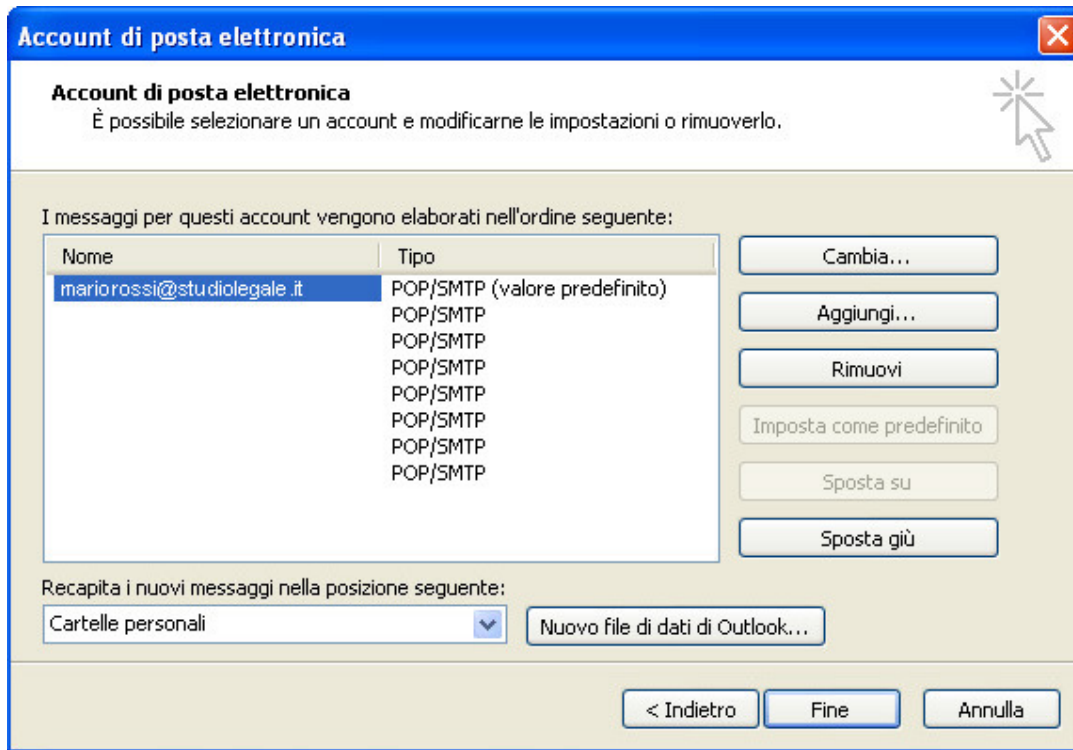 Account di posta elettronica
Account di posta elettronica
È possibile selezionare un account e modificarne le impostazioni o rimuoverlo.
I messaggi per questi account vengono elaborati nell'ordine seguente:
Nome Tipo
mariorossi@studiolegale.it POP/SMTP (valore predefinito)
POP/SMTP
POP/SMTP
POP/SMTP
POP/SMTP
POP/SMTP
POP/SMTP
POP/SMTP
Cambia...
Aggiungi...
Rimuovi
Imposta come predefinito
Sposta su
Sposta giù
Recapita i nuovi messaggi nella posizione seguente:
Cartelle personali Nuovo file di dati di Outlook...
< Indietro Fine Annulla